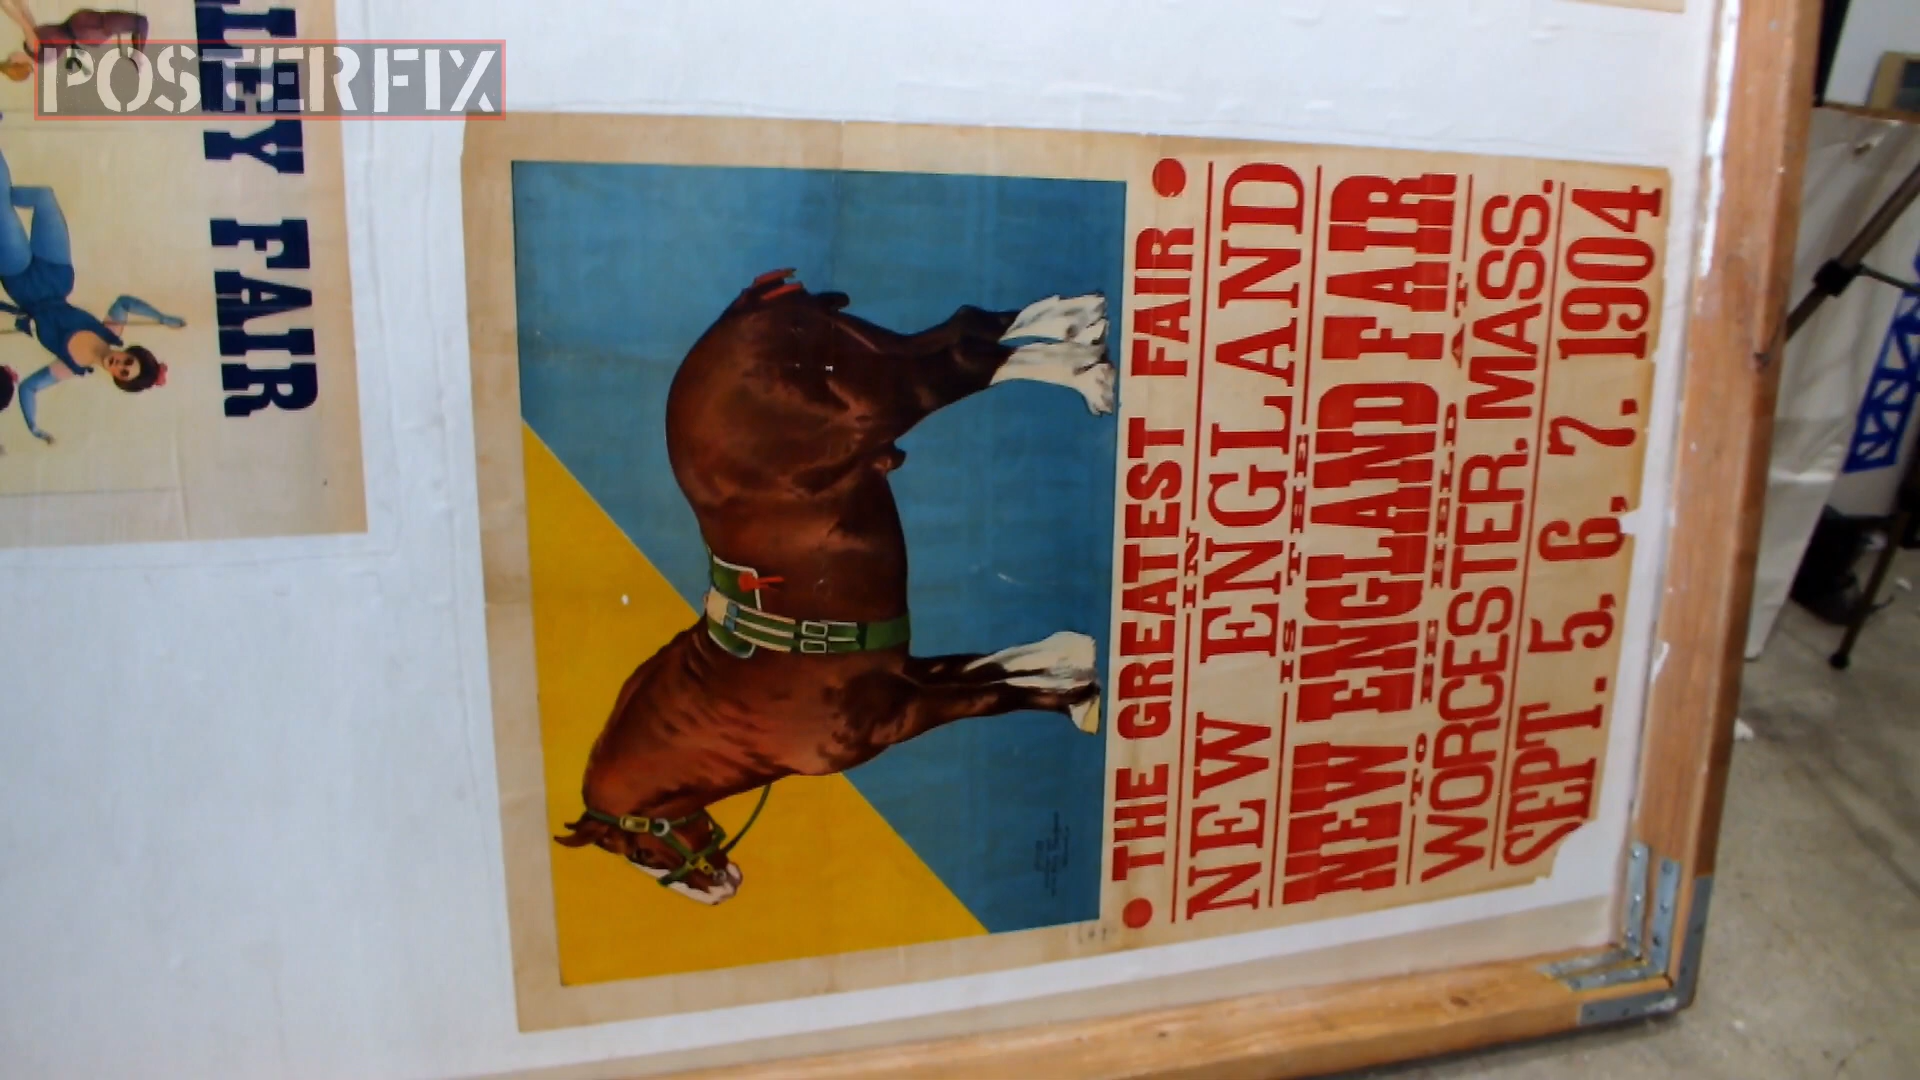 POSTERFIX
LLEY FAIR
• THE GREATEST FAIR •
IN
NEW ENGLAND
IS THE
NEW ENGLAND FAIR
TO BE HELD AT
WORCESTER. MASS.
SEPT. 5, 6, 7. 1904